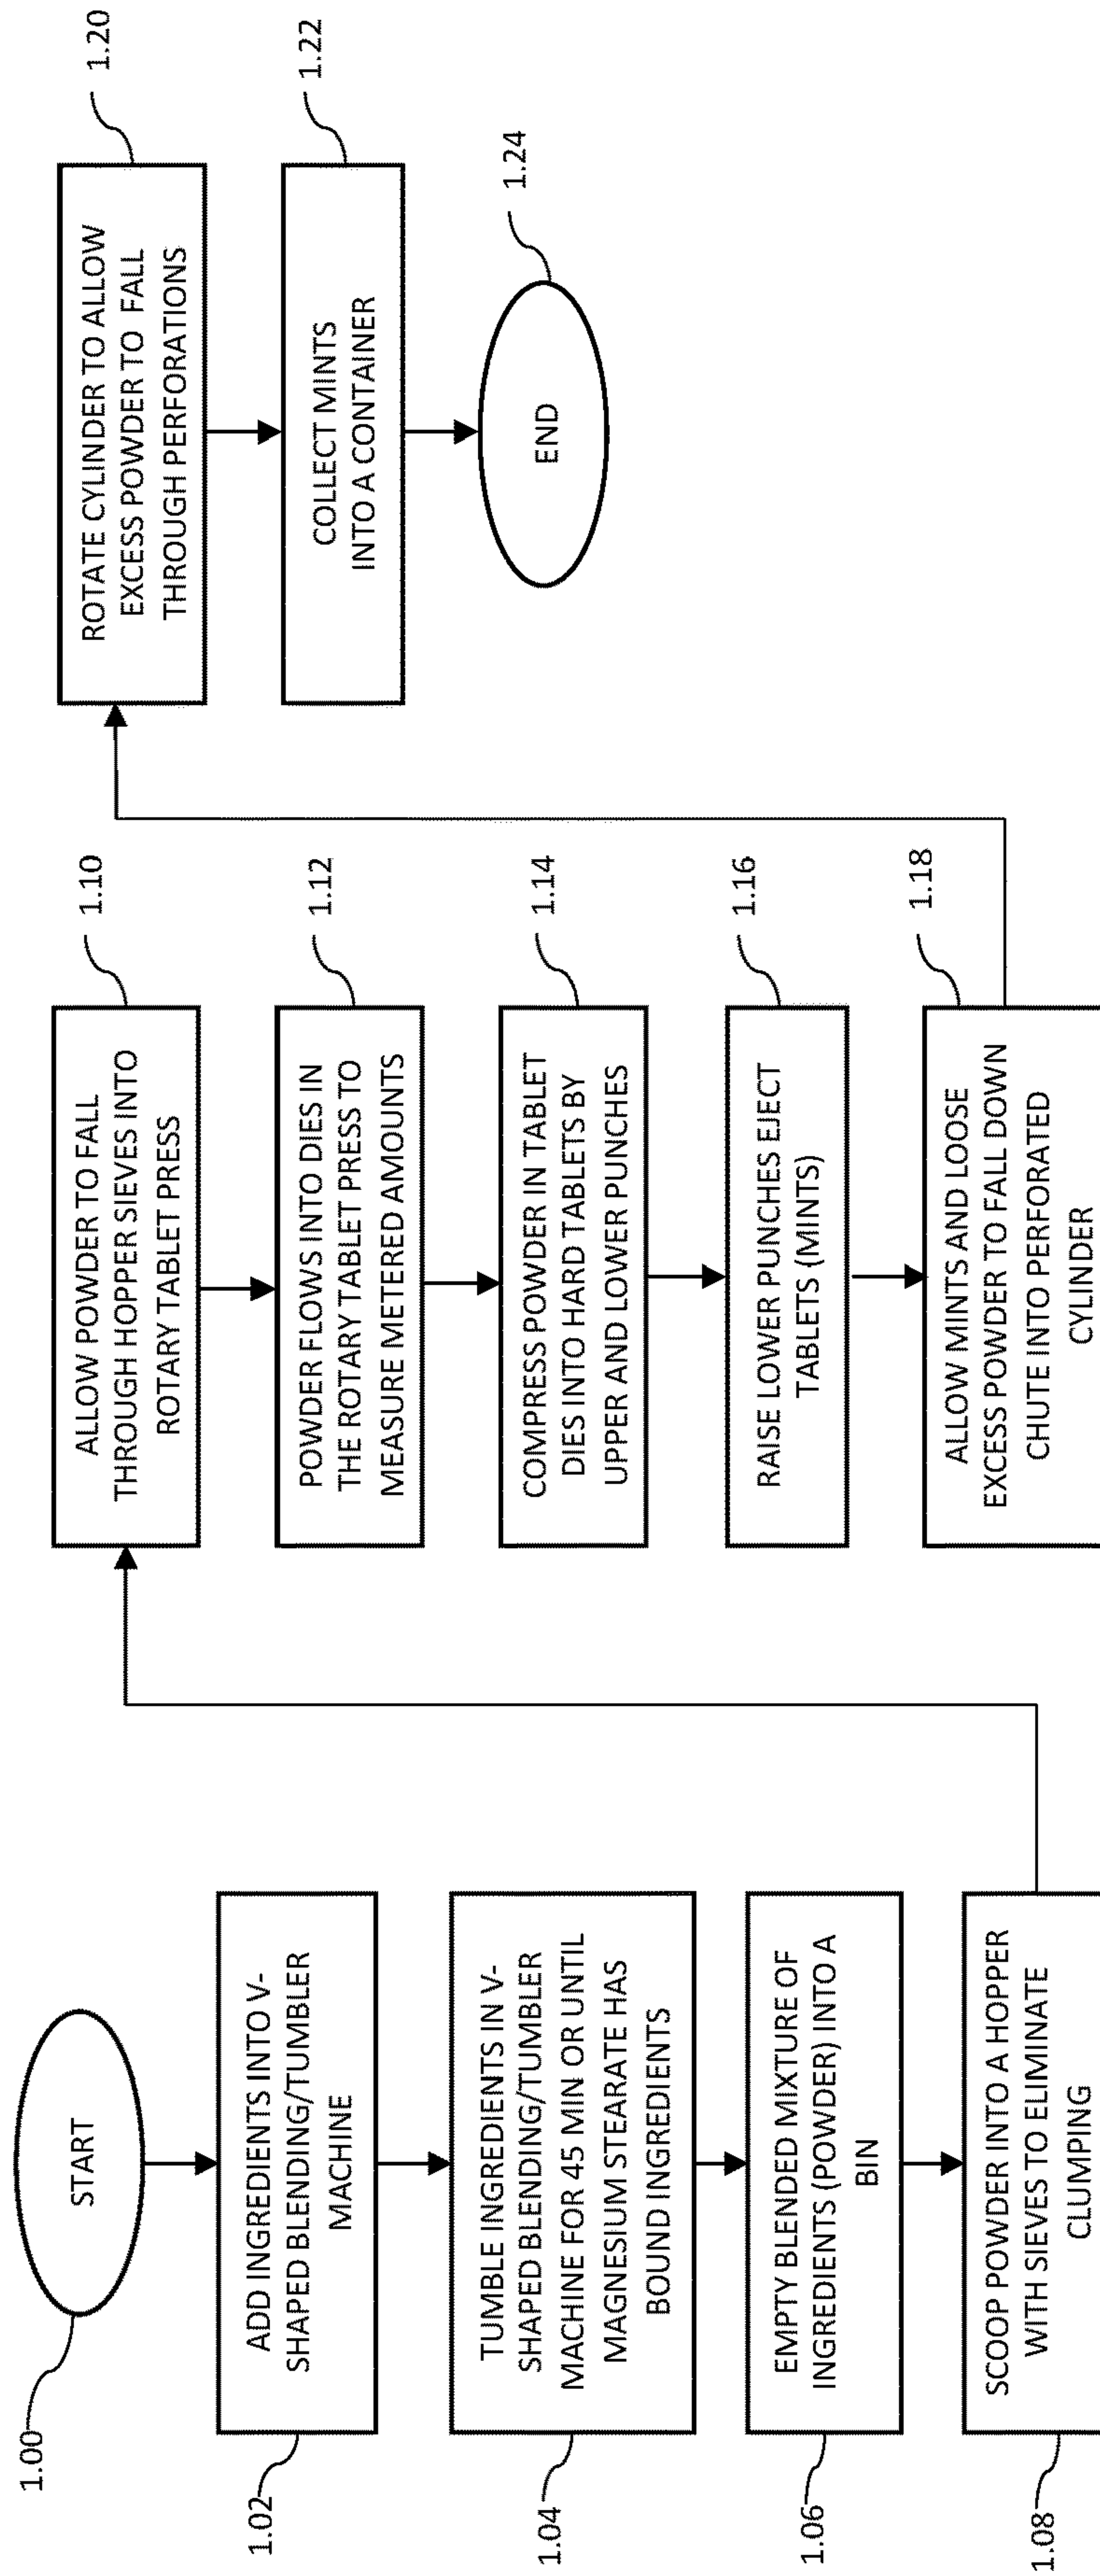 1.00
START
1.02
ADD INGREDIENTS INTO V-
SHAPED BLENDING/TUMBLER
MACHINE
1.04
TUMBLE INGREDIENTS IN V-
SHAPED BLENDING/TUMBLER
MACHINE FOR 45 MIN OR UNTIL
MAGNESIUM STEARATE HAS
BOUND INGREDIENTS
1.06
EMPTY BLENDED MIXTURE OF
INGREDIENTS (POWDER) INTO A
BIN
1.08
SCOOP POWDER INTO A HOPPER
WITH SIEVES TO ELIMINATE
CLUMPING
1.10
ALLOW POWDER TO FALL
THROUGH HOPPER SIEVES INTO
ROTARY TABLET PRESS
1.12
POWDER FLOWS INTO DIES IN
THE ROTARY TABLET PRESS TO
MEASURE METERED AMOUNTS
1.14
COMPRESS POWDER IN TABLET
DIES INTO HARD TABLETS BY
UPPER AND LOWER PUNCHES
1.16
RAISE LOWER PUNCHES EJECT
TABLETS (MINTS)
1.18
ALLOW MINTS AND LOOSE
EXCESS POWDER TO FALL DOWN
CHUTE INTO PERFORATED
CYLINDER
1.20
ROTATE CYLINDER TO ALLOW
EXCESS POWDER TO FALL
THROUGH PERFORATIONS
1.22
COLLECT MINTS
INTO A CONTAINER
1.24
END